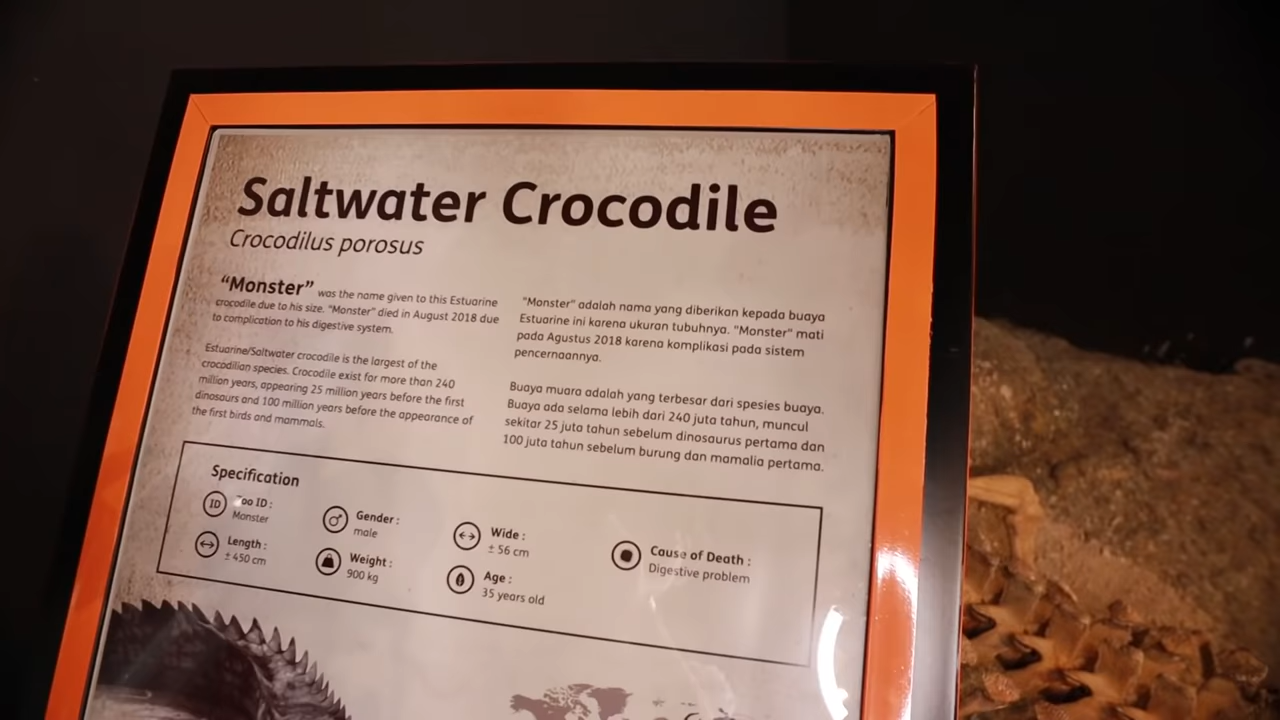 Saltwater Crocodile
Crocodilus porosus
“Monster” was the name given to this Estuarine
crocodile due to his size. "Monster" died in August 2018 due
to complication to his digestive system.
Estuarine/Saltwater crocodile is the largest of the
crocodilian species. Crocodile exist for more than 240
million years, appearing 25 million years before the first
dinosaurs and 100 million years before the appearance of
the first birds and mammals.
"Monster" adalah nama yang diberikan kepada buaya
Estuarine ini karena ukuran tubuhnya. "Monster" mati
pada Agustus 2018 karena komplikasi pada sistem
pencernaannya.
Buaya muara adalah yang terbesar dari spesies buaya.
Buaya ada selama lebih dari 240 juta tahun, muncul
sekitar 25 juta tahun sebelum dinosaurus pertama dan
100 juta tahun sebelum burung dan mamalia pertama.
Specification
ID
Zoo ID :
Monster
Gender :
male
Wide :
± 56 cm
Cause of Death :
Digestive problem
Length :
± 450 cm
Weight :
900 kg
Age :
35 years old